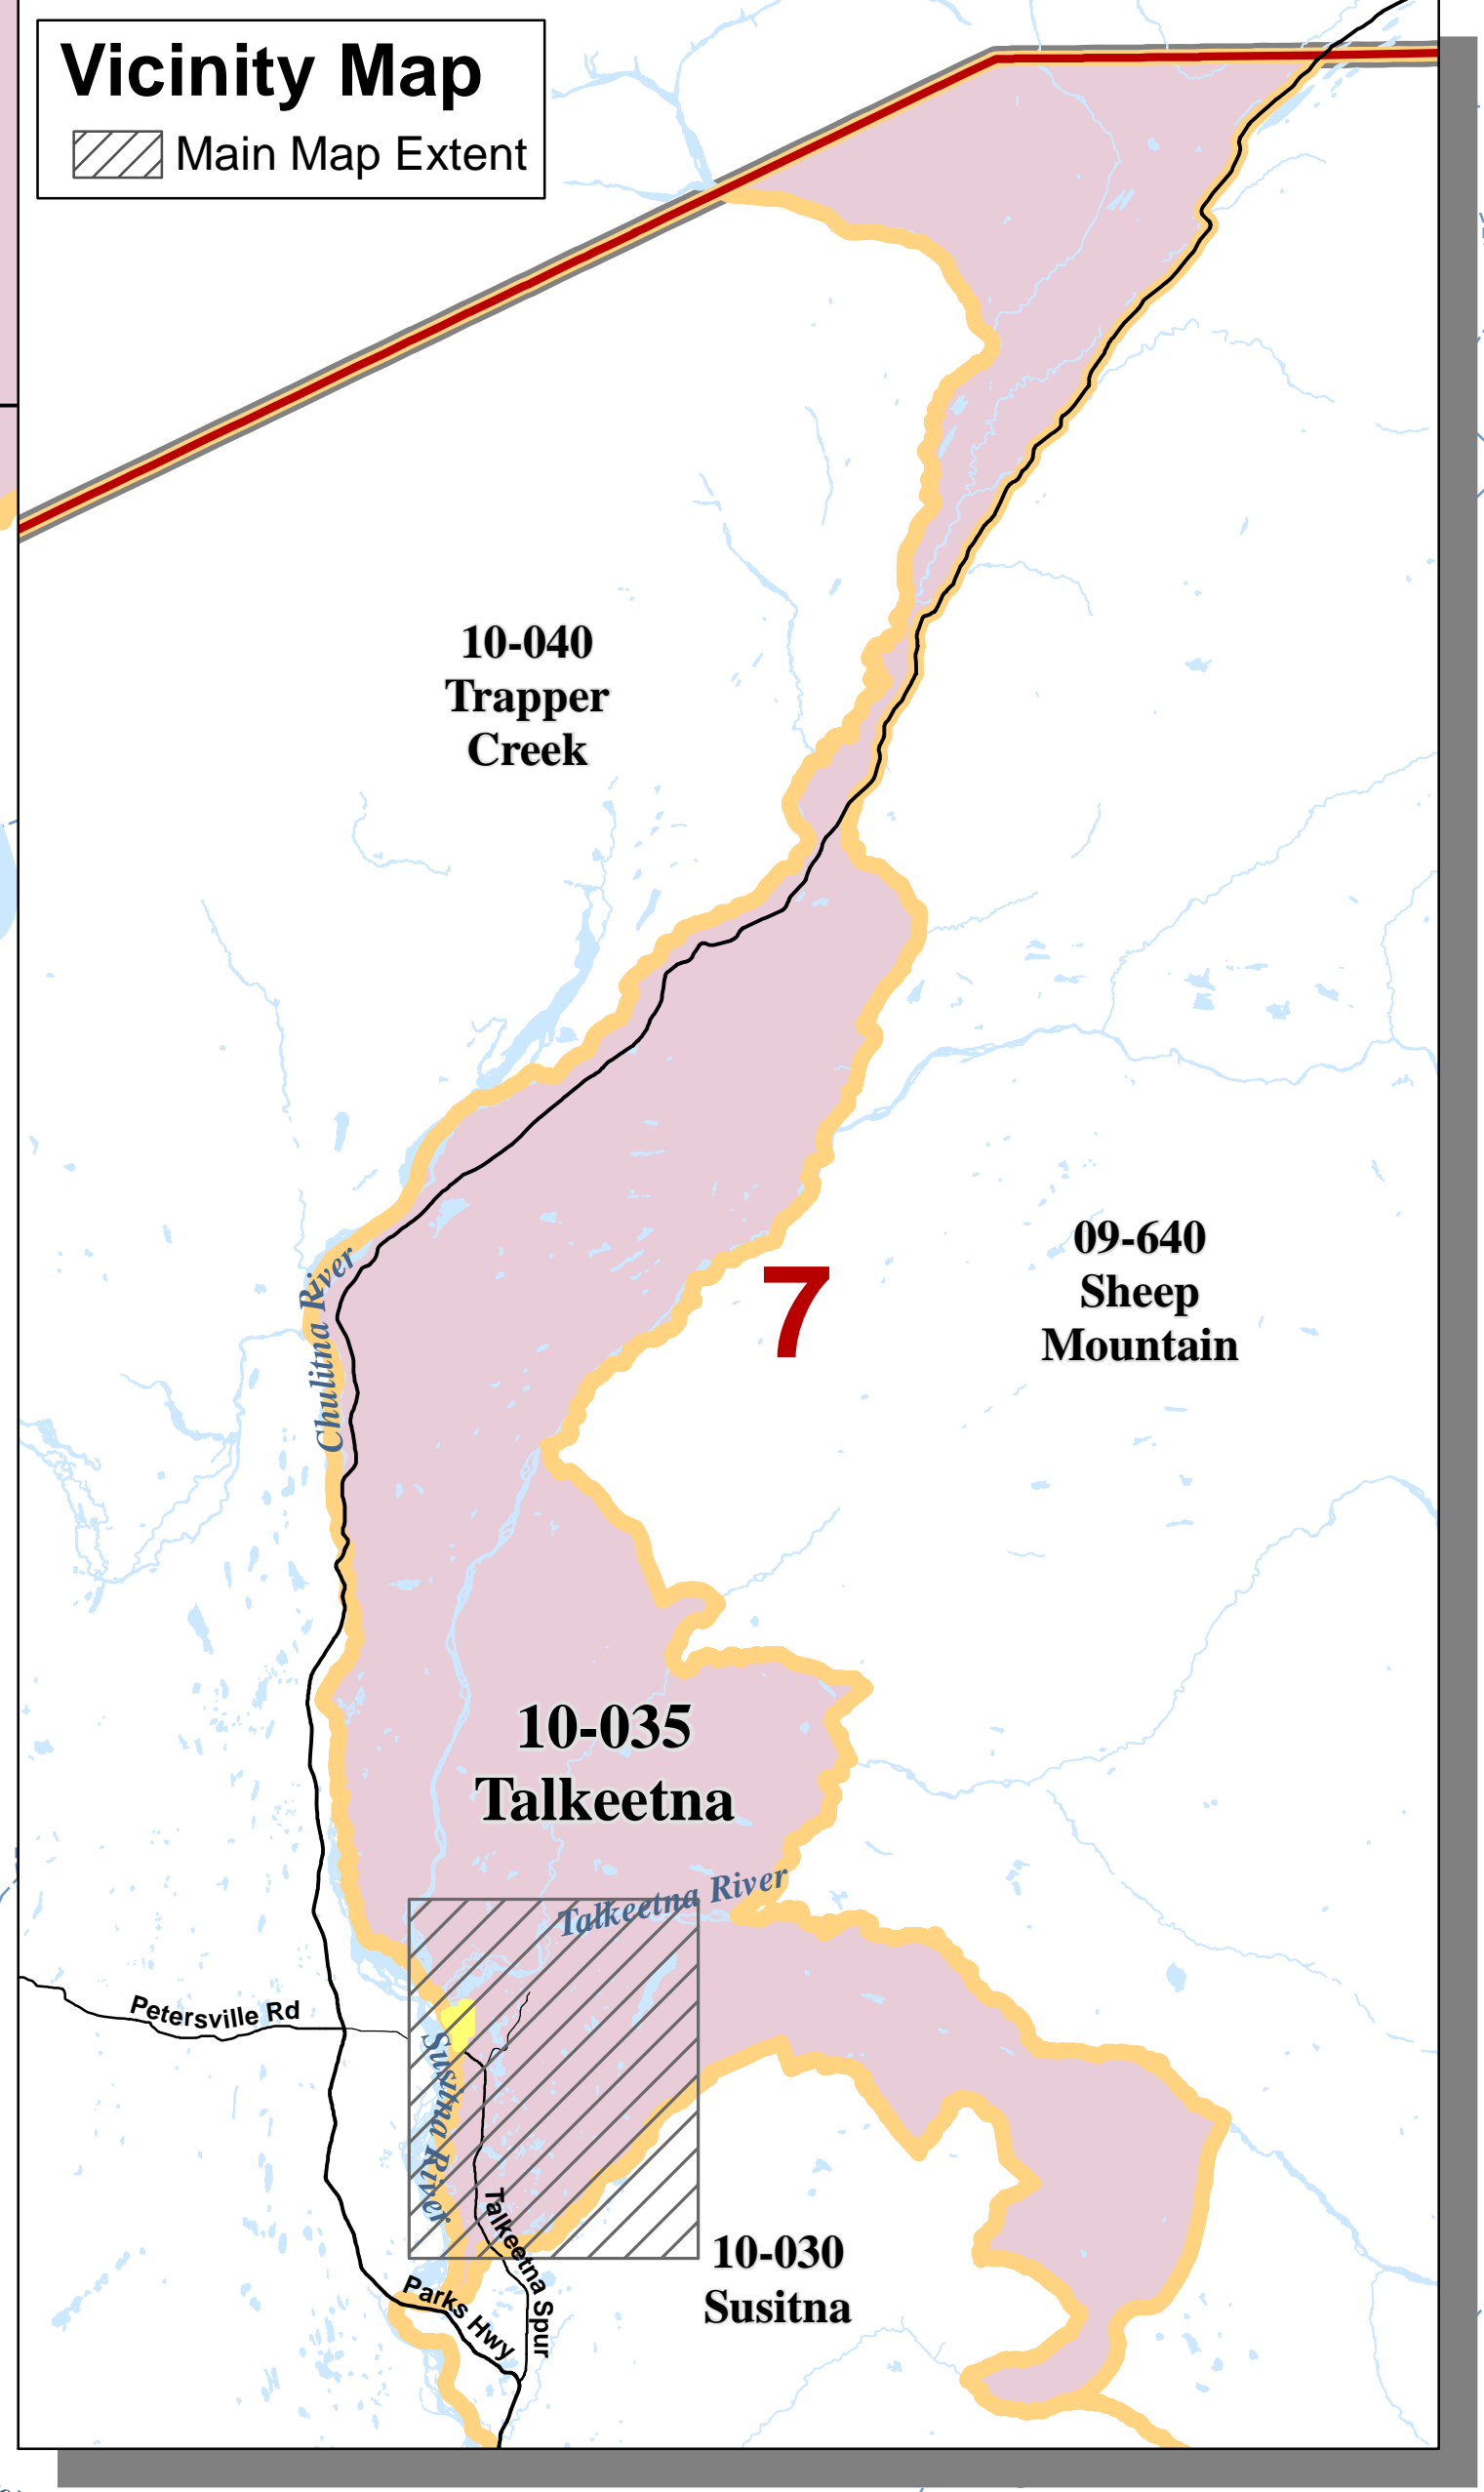 Vicinity Map
Main Map Extent
10-040
Trapper
Creek
09-640
Sheep
Mountain
7
Chulitna River
10-035
Talkeetna
Talkeetna River
Petersville Rd
Susitna River
Talkeetna Spur
Parks Hwy
10-030
Susitna